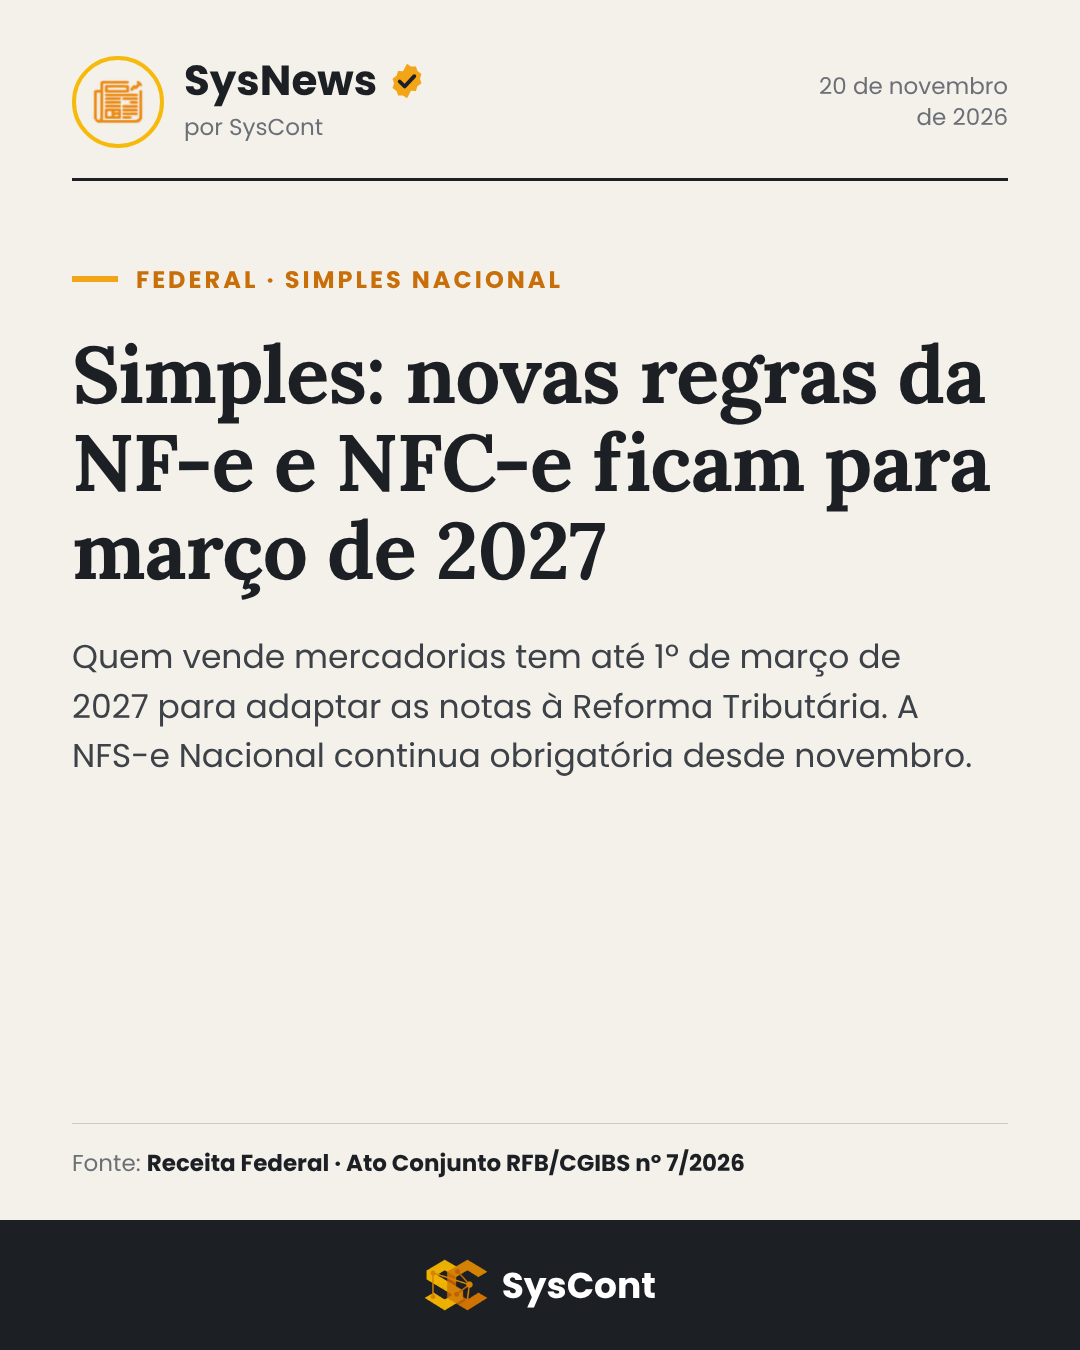 SysNews
por SysCont
20 de novembro
de 2026
FEDERAL · SIMPLES NACIONAL
Simples: novas regras da
NF-e e NFC-e ficam para
março de 2027
Quem vende mercadorias tem até 1º de março de
2027 para adaptar as notas à Reforma Tributária. A
NFS-e Nacional continua obrigatória desde novembro.
Fonte: Receita Federal · Ato Conjunto RFB/CGIBS nº 7/2026
SysCont